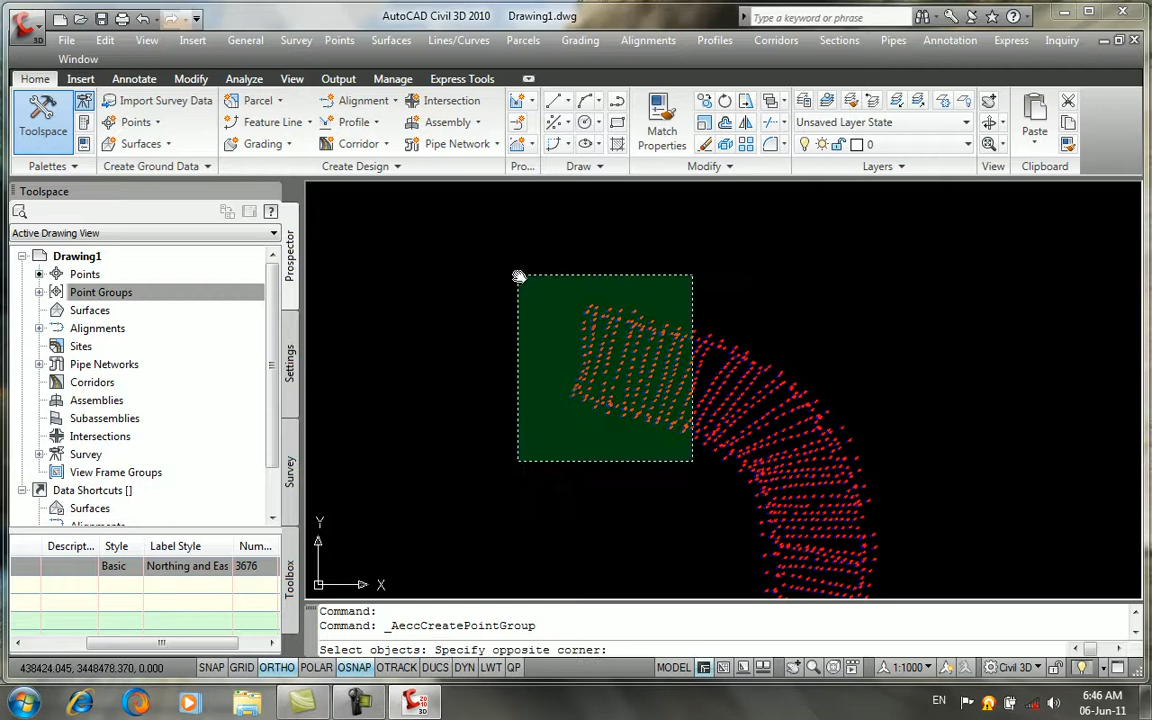 AutoCAD Civil 3D 2010 Drawing1.dwg Type a keyword or phrase
3D File Edit View Insert General Survey Points Surfaces Lines/Curves Parcels Grading Alignments Profiles Corridors Sections Pipes Annotation Express Inquiry
Window
Home Insert Annotate Modify Analyze View Output Manage Express Tools
Import Survey Data Parcel Alignment Intersection
Toolspace Points Feature Line Profile Assembly Match Properties Unsaved Layer State Paste
Surfaces Grading Corridor Pipe Network 0
Palettes Create Ground Data Create Design Pro... Draw Modify Layers View Clipboard
Toolspace
Active Drawing View
Prospector
Settings
Survey
Toolbox
Drawing1
Points
Point Groups
Surfaces
Alignments
Sites
Pipe Networks
Corridors
Assemblies
Subassemblies
Intersections
Survey
View Frame Groups
Data Shortcuts []
Surfaces
Descript... Style Label Style Num...
Basic Northing and Eas 3676
Y
X
Command:
Command: _AeccCreatePointGroup
Select objects: Specify opposite corner:
438424.045, 3448478.370, 0.000 SNAP GRID ORTHO POLAR OSNAP OTRACK DUCS DYN LWT QP MODEL 1:1000 Civil 3D
EN 6:46 AM
06-Jun-11